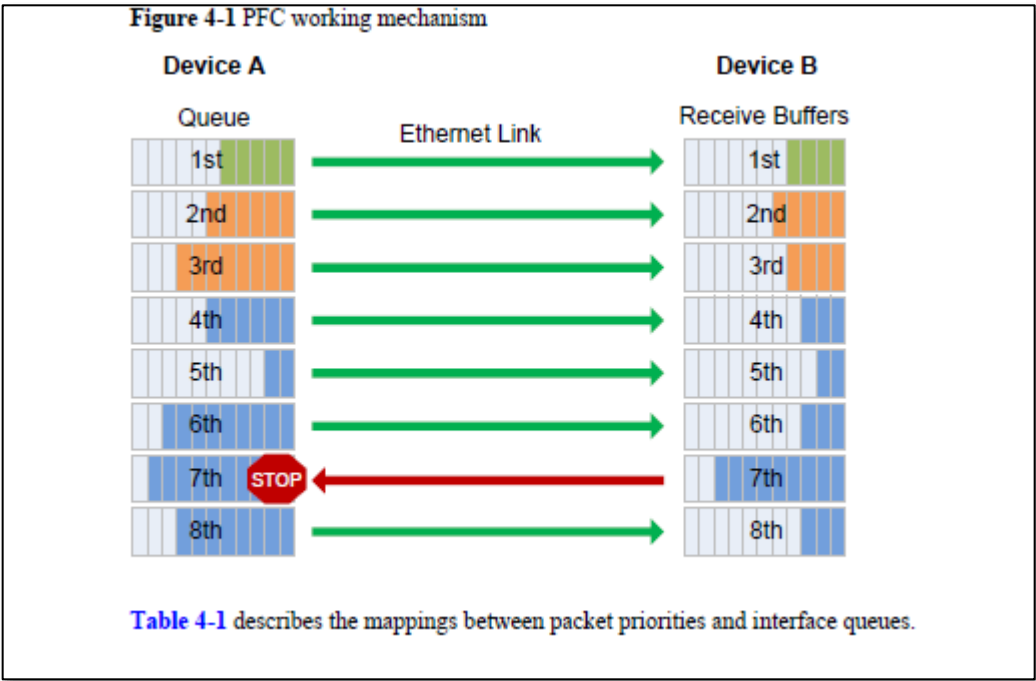 Figure 4-1 PFC working mechanism
Device A Device B
Queue Ethernet Link Receive Buffers
1st 1st
2nd 2nd
3rd 3rd
4th 4th
5th 5th
6th 6th
7th STOP 7th
8th 8th
Table 4-1 describes the mappings between packet priorities and interface queues.